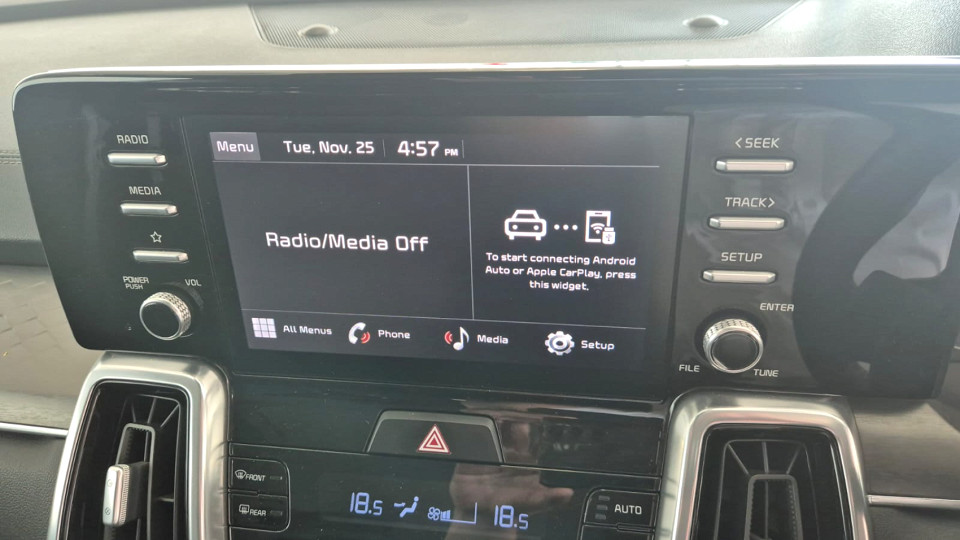 RADIO
MEDIA
POWER
PUSH
VOL
Menu
Tue, Nov. 25
4:57 PM
Radio/Media Off
To start connecting Android
Auto or Apple CarPlay, press
this widget.
All Menus
Phone
Media
Setup
<SEEK
TRACK>
SETUP
ENTER
FILE
TUNE
FRONT
REAR
18.5
18.5
AUTO